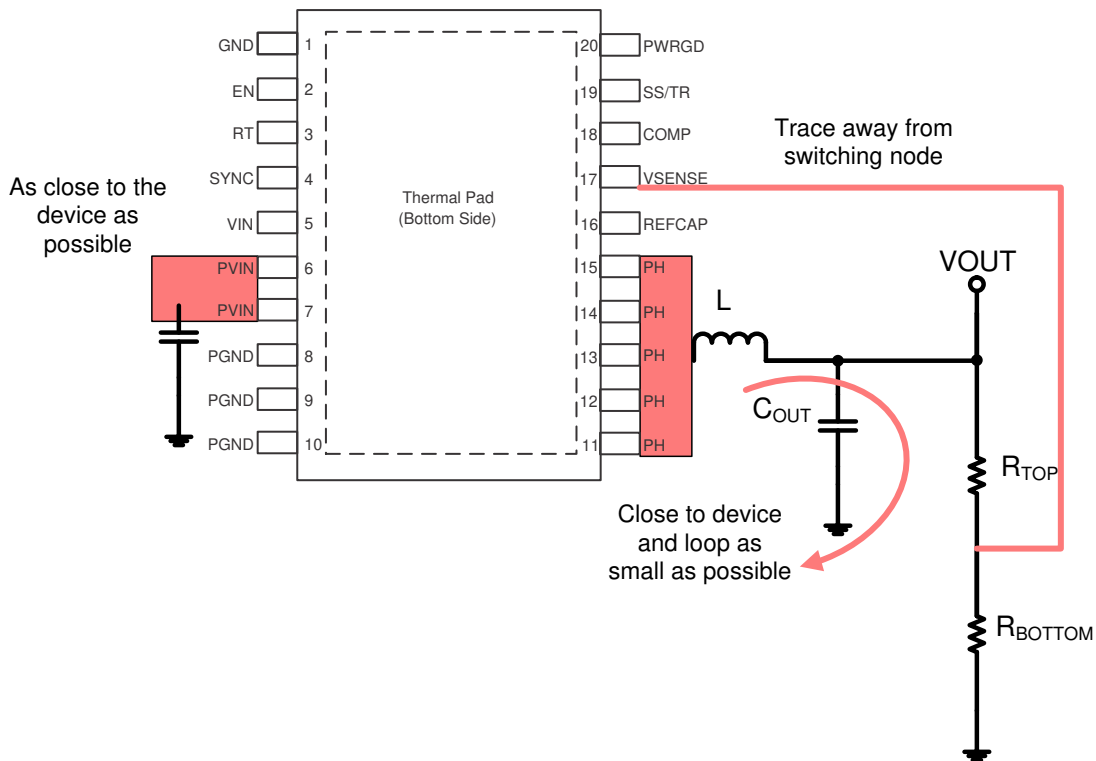 GND 1
EN 2
RT 3
SYNC 4
VIN 5
PVIN 6
PVIN 7
PGND 8
PGND 9
PGND 10
As close to the
device as
possible
Thermal Pad
(Bottom Side)
20 PWRGD
19 SS/TR
18 COMP
17 VSENSE
16 REFCAP
15 PH
14 PH
13 PH
12 PH
11 PH
Trace away from
switching node
VOUT
L
COUT
RTOP
Close to device
and loop as
small as possible
RBOTTOM